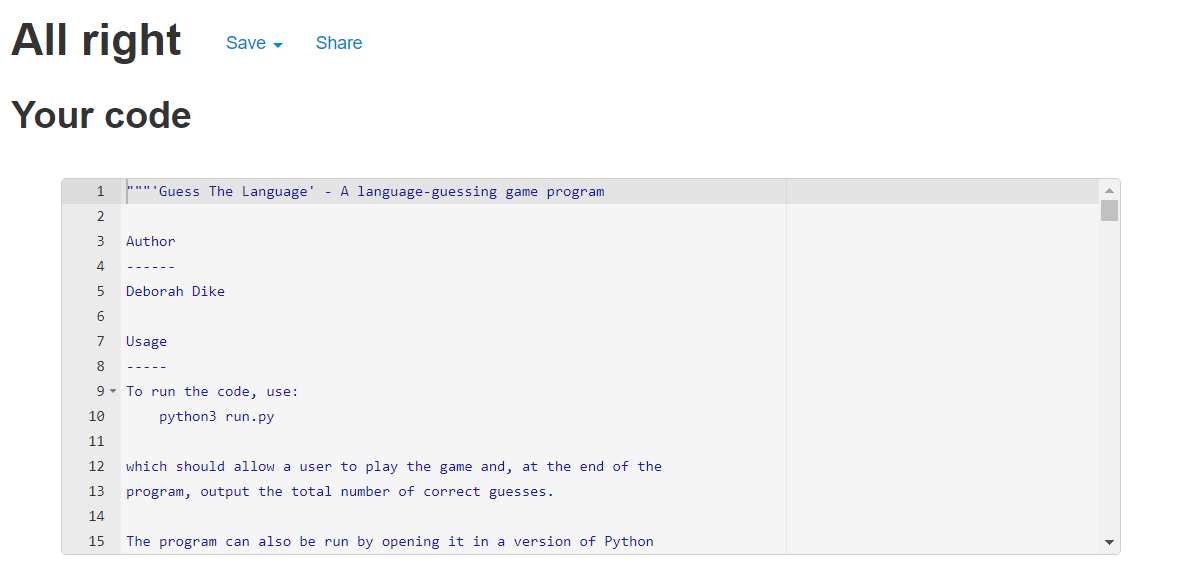 All right Save Share
Your code
1 """'Guess The Language' - A language-guessing game program
2
3 Author
4 ------
5 Deborah Dike
6
7 Usage
8 -----
9 To run the code, use:
10     python3 run.py
11
12 which should allow a user to play the game and, at the end of the
13 program, output the total number of correct guesses.
14
15 The program can also be run by opening it in a version of Python